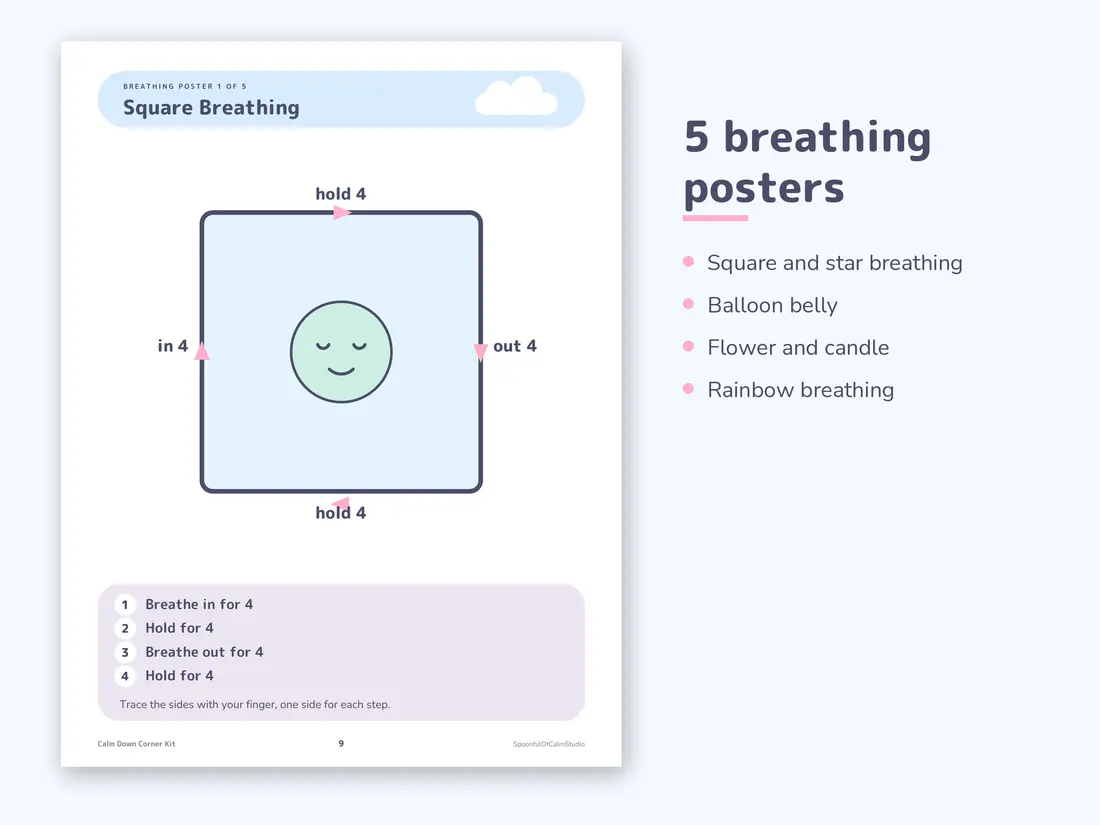 BREATHING POSTER 1 OF 5
Square Breathing
hold 4
in 4
out 4
hold 4
1 Breathe in for 4
2 Hold for 4
3 Breathe out for 4
4 Hold for 4
Trace the sides with your finger, one side for each step.
Calm Down Corner Kit
9
SpoonfulOfCalmStudio
5 breathing
posters
Square and star breathing
Balloon belly
Flower and candle
Rainbow breathing